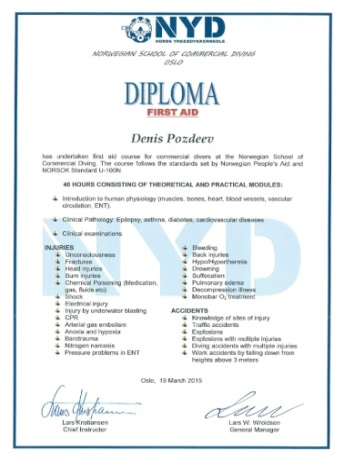 NYD
NORSK YRKESDYKKERSKOLE
NORWEGIAN SCHOOL OF COMMERCIAL DIVING
OSLO
DIPLOMA
FIRST AID
Denis Pozdeev
has undertaken first aid course for commercial divers at the Norwegian School of
Commercial Diving. The course follows the standards set by Norwegian People's Aid and
NORSOK Standard U-100N.
40 HOURS CONSISTING OF THEORETICAL AND PRACTICAL MODULES:
Introduction to human physiology (muscles, bones, heart, blood vessels, vascular
circulation, ENT).
Clinical Pathology: Epilepsy, asthma, diabetes, cardiovascular diseases
Clinical examinations
NYD
INJURIES
Unconsciousness
Fractures
Head injuries
Burn injuries
Chemical Poisoning (Medication,
gas, fluids etc)
Shock
Electrical injury
Injury by underwater blasting
CPR
Arterial gas embolism
Anoxia and hypoxia
Barotrauma
Nitrogen narcosis
Pressure problems in ENT
Bleeding
Back injuries
Hypo/Hyperthermia
Drowning
Suffocation
Pulmonary edema
Decompression illness
Monobar O₂ treatment
ACCIDENTS
Knowledge of sites of injury
Traffic accidents
Explosions
Explosions with multiple injuries
Diving accidents with multiple injuries
Work accidents by falling down from
heights above 3 meters
Oslo, 19 March 2015
Lars Kristiansen
Chief Instructor
Lars W. Wroldsen
General Manager